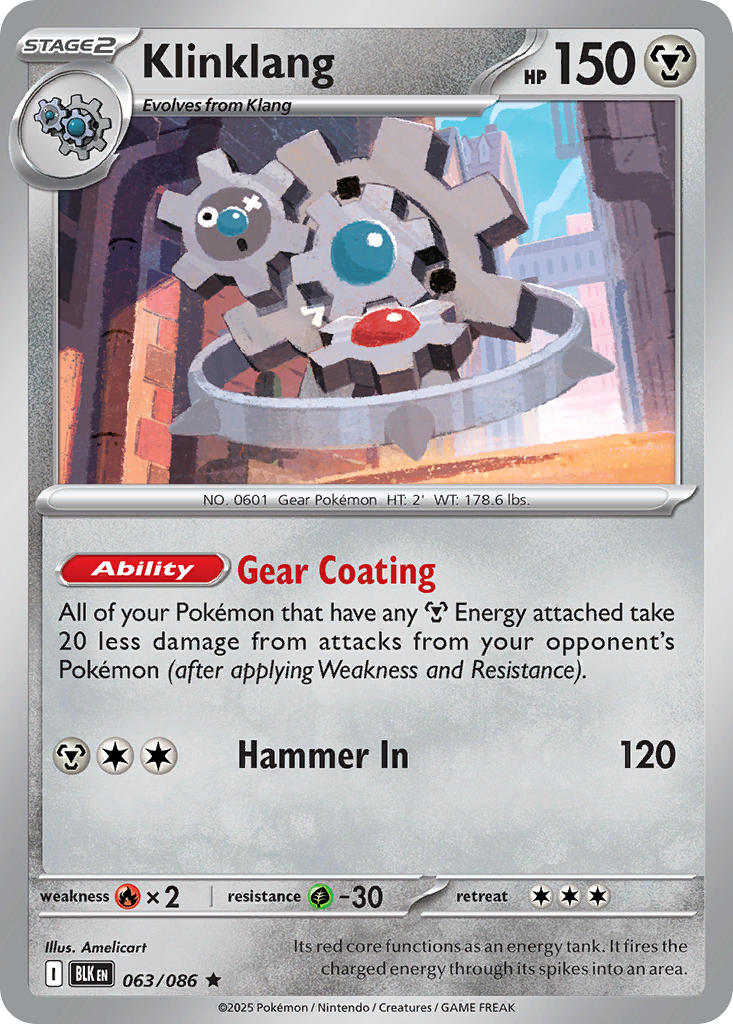 STAGE2
Klinklang
HP 150
Evolves from Klang
NO. 0601 Gear Pokémon HT: 2' WT: 178.6 lbs.
Ability Gear Coating
All of your Pokémon that have any Energy attached take
20 less damage from attacks from your opponent's
Pokémon (after applying Weakness and Resistance).
Hammer In 120
weakness ×2 resistance -30 retreat
Illus. Amelicart
I BLK EN 063/086 ★
Its red core functions as an energy tank. It fires the
charged energy through its spikes into an area.
©2025 Pokémon / Nintendo / Creatures / GAME FREAK